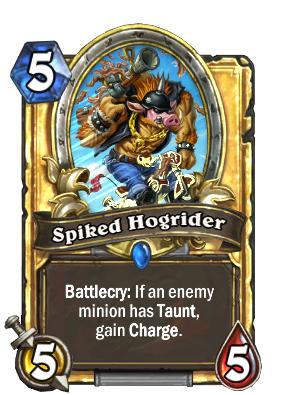 5
Spiked Hogrider
Battlecry: If an enemy
minion has Taunt,
gain Charge.
5 5